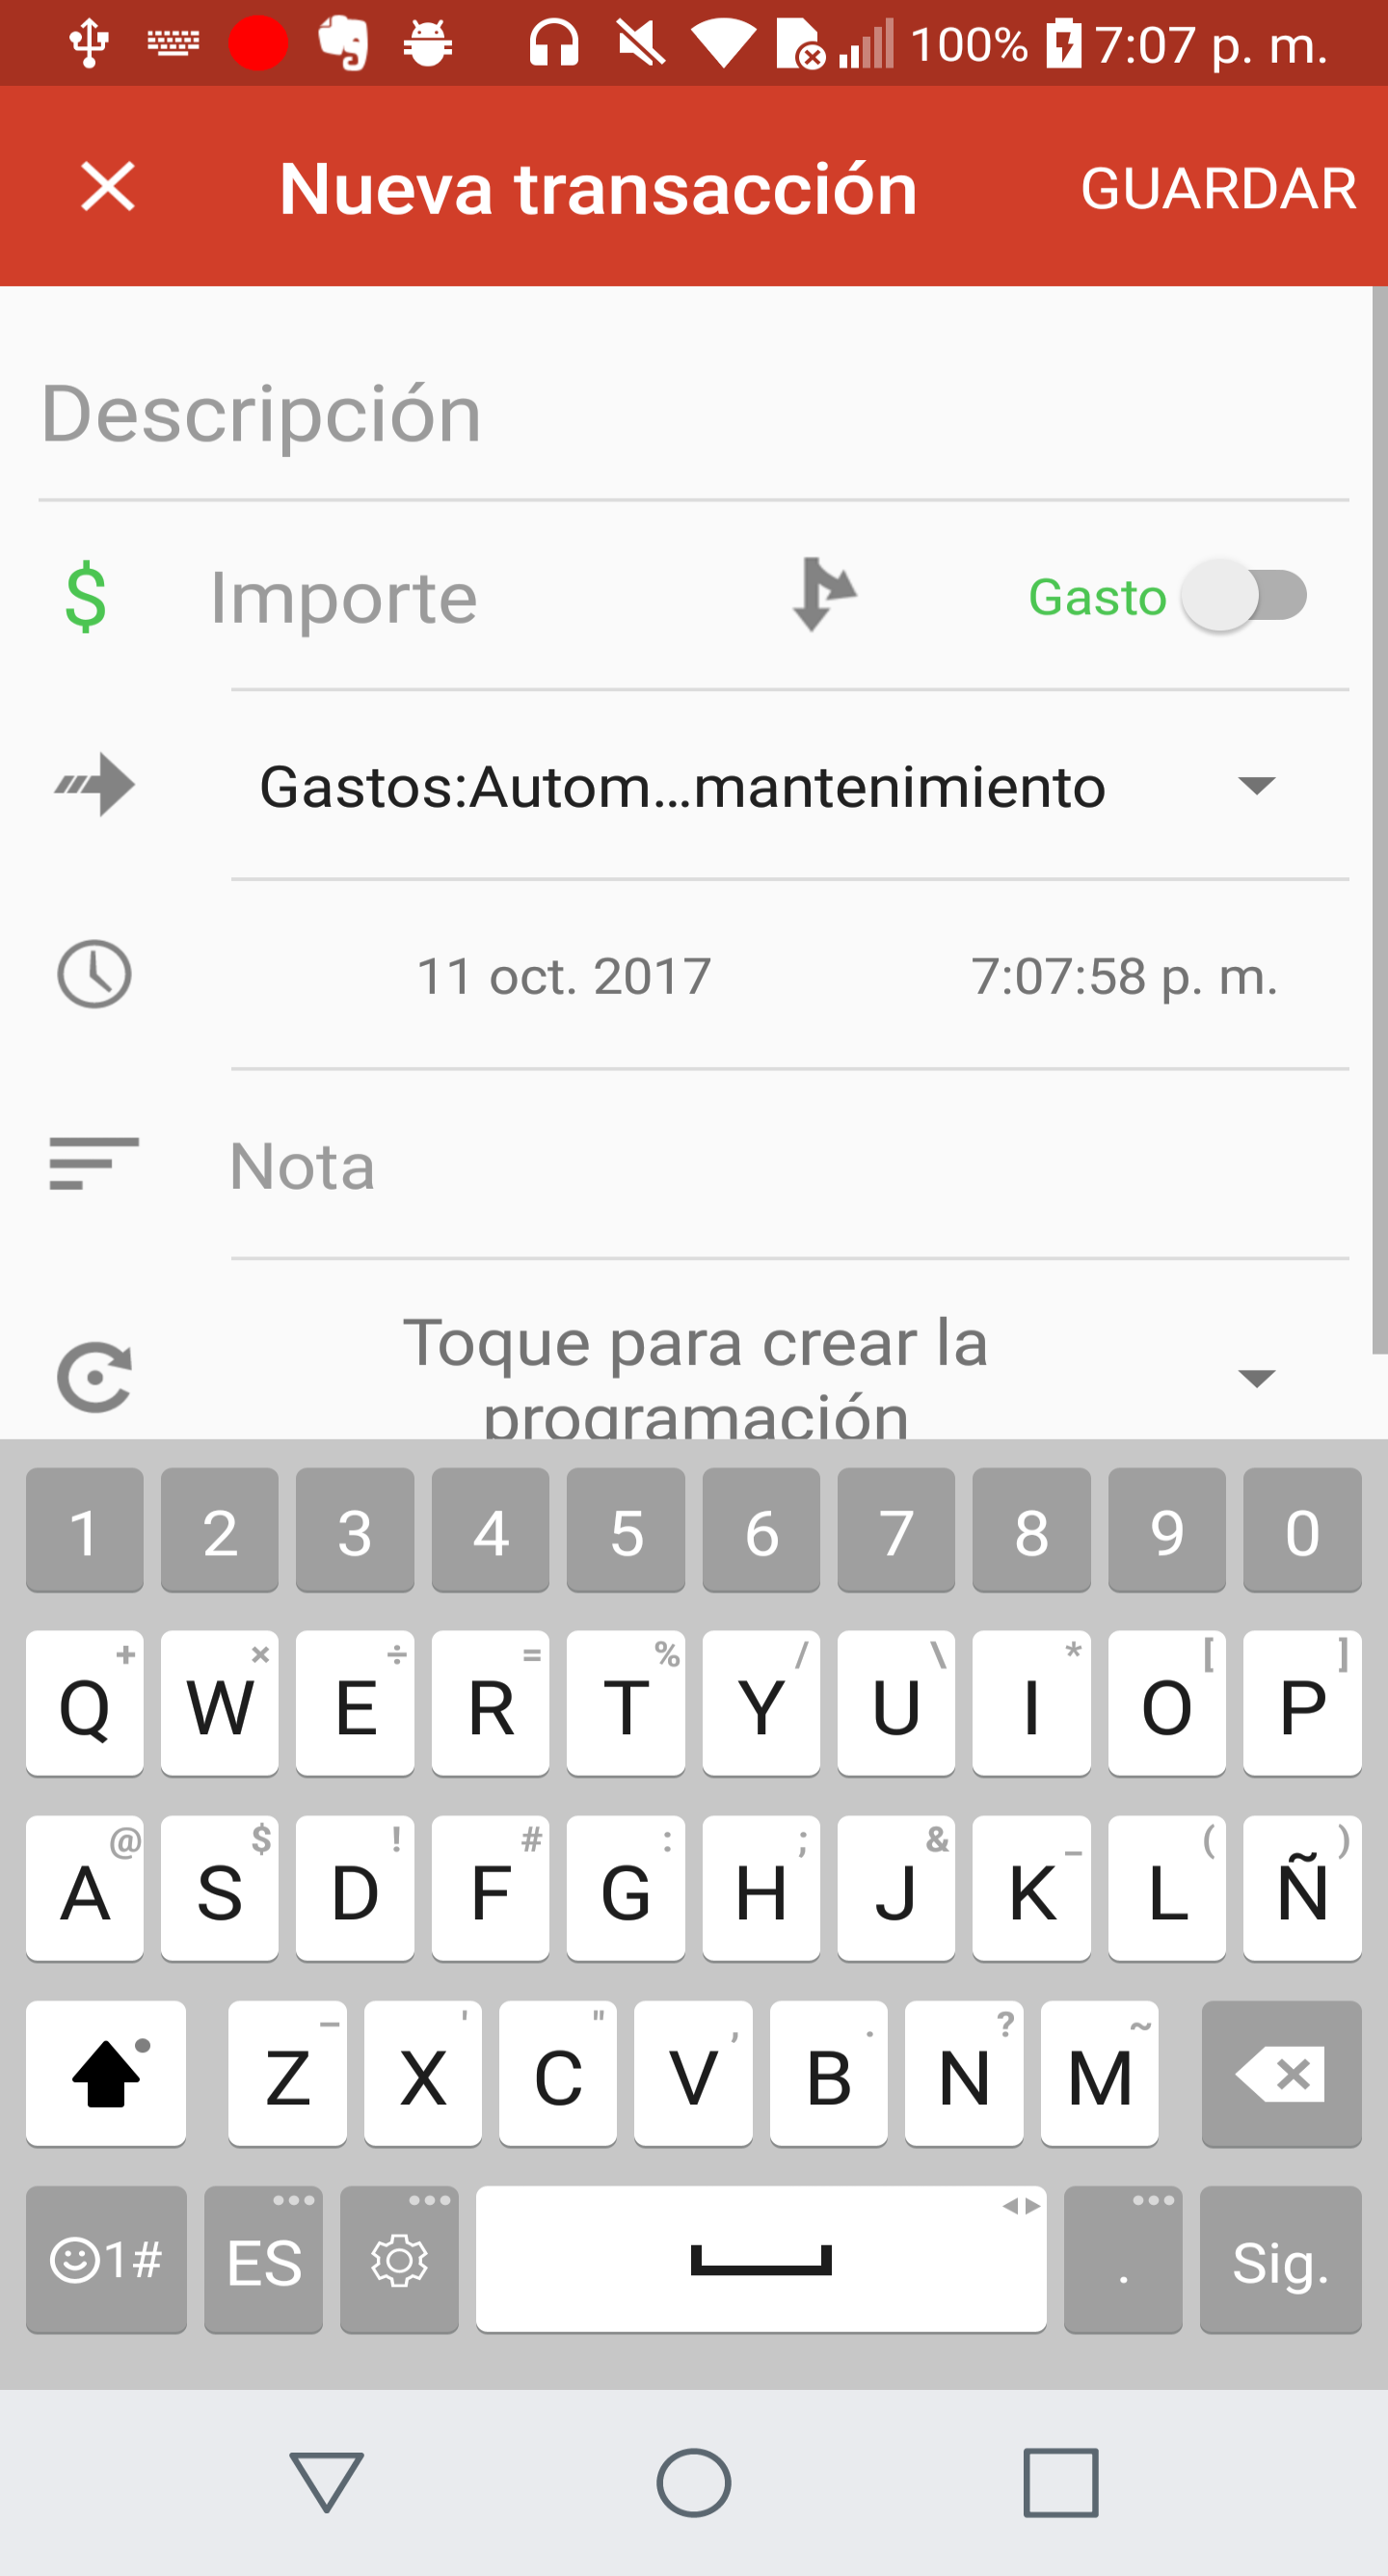 100% 7:07 p. m.
Nueva transacción GUARDAR
Descripción
$ Importe Gasto
Gastos:Autom...mantenimiento
11 oct. 2017 7:07:58 p. m.
Nota
Toque para crear la
programación
1 2 3 4 5 6 7 8 9 0
+ × ÷ = % / \ * [ ]
Q W E R T Y U I O P
@ $ ! # : ; & _ ( )
A S D F G H J K L Ñ
– ' " , . ? ~
Z X C V B N M
1# ES . Sig.